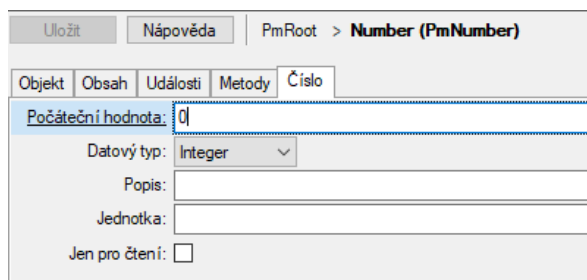 Uložit Nápověda PmRoot > Number (PmNumber)
Objekt Obsah Události Metody Číslo
Počáteční hodnota: 0
Datový typ: Integer
Popis:
Jednotka:
Jen pro čtení: